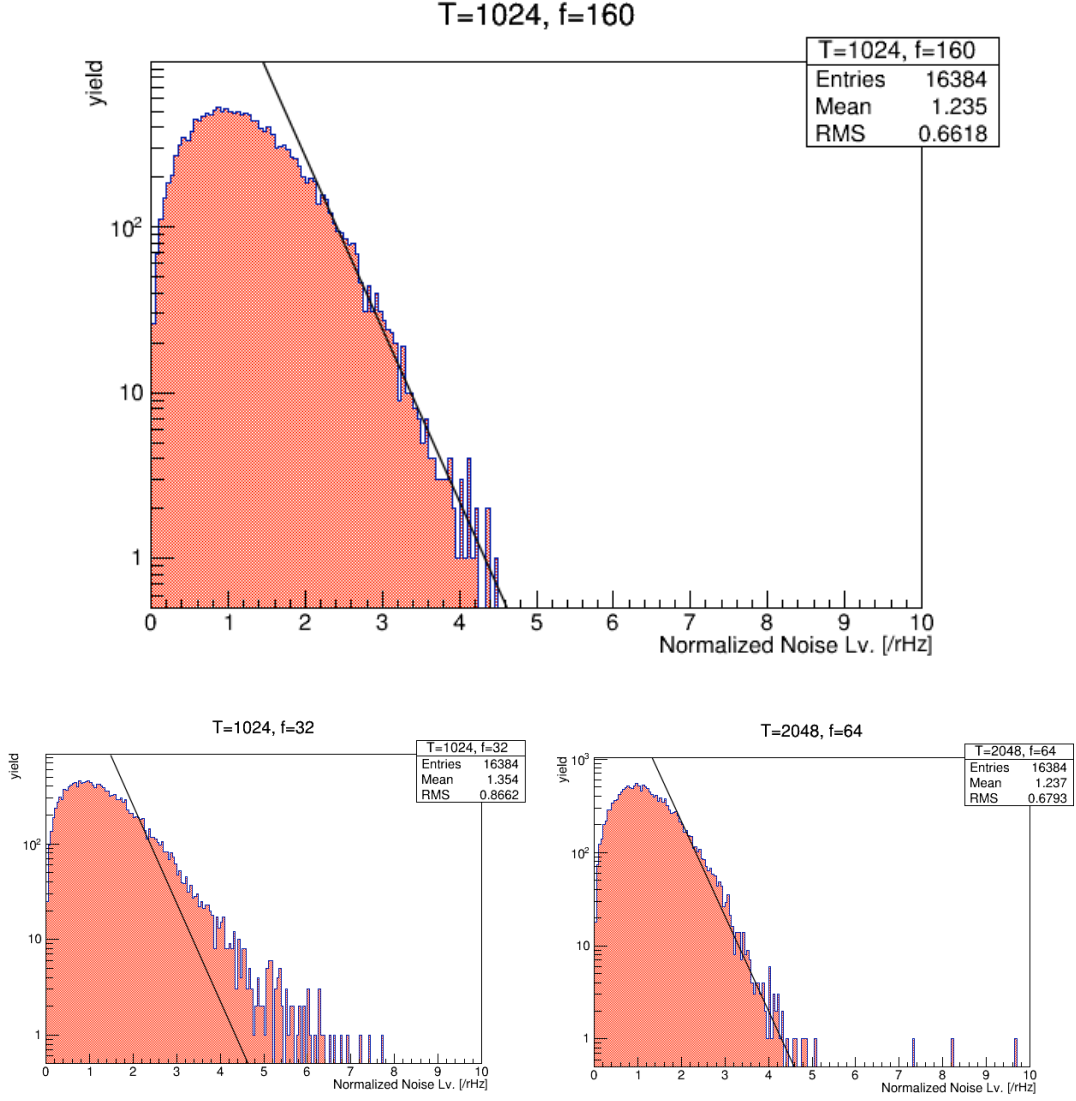 T=1024, f=160
T=1024, f=160
Entries 16384
Mean 1.235
RMS 0.6618
yield
10²
10
1
0 1 2 3 4 5 6 7 8 9 10
Normalized Noise Lv. [/rHz]
T=1024, f=32
T=1024, f=32
Entries 16384
Mean 1.354
RMS 0.8662
yield
10²
10
1
0 1 2 3 4 5 6 7 8 9 10
Normalized Noise Lv. [/rHz]
T=2048, f=64
T=2048, f=64
Entries 16384
Mean 1.237
RMS 0.6793
yield
10³
10²
10
1
0 1 2 3 4 5 6 7 8 9 10
Normalized Noise Lv. [/rHz]